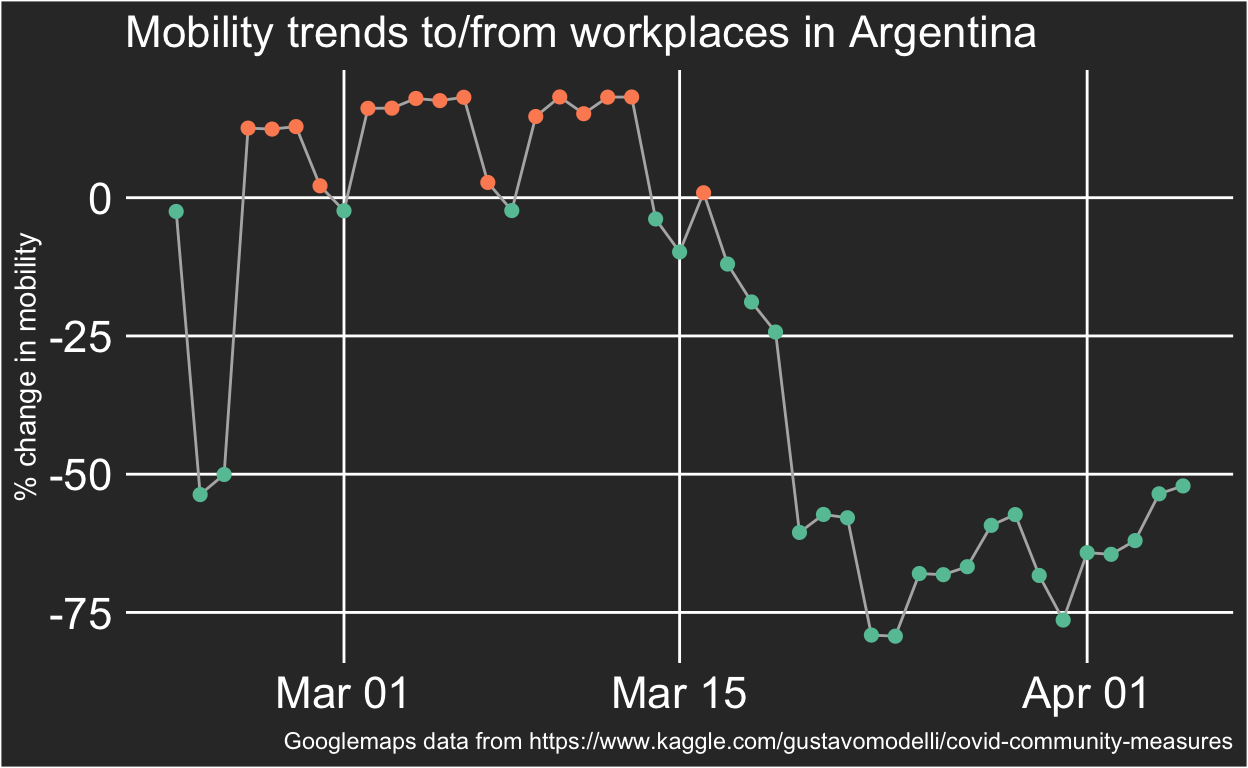 Mobility trends to/from workplaces in Argentina
% change in mobility
0
-25
-50
-75
Mar 01
Mar 15
Apr 01
Googlemaps data from https://www.kaggle.com/gustavomodelli/covid-community-measures